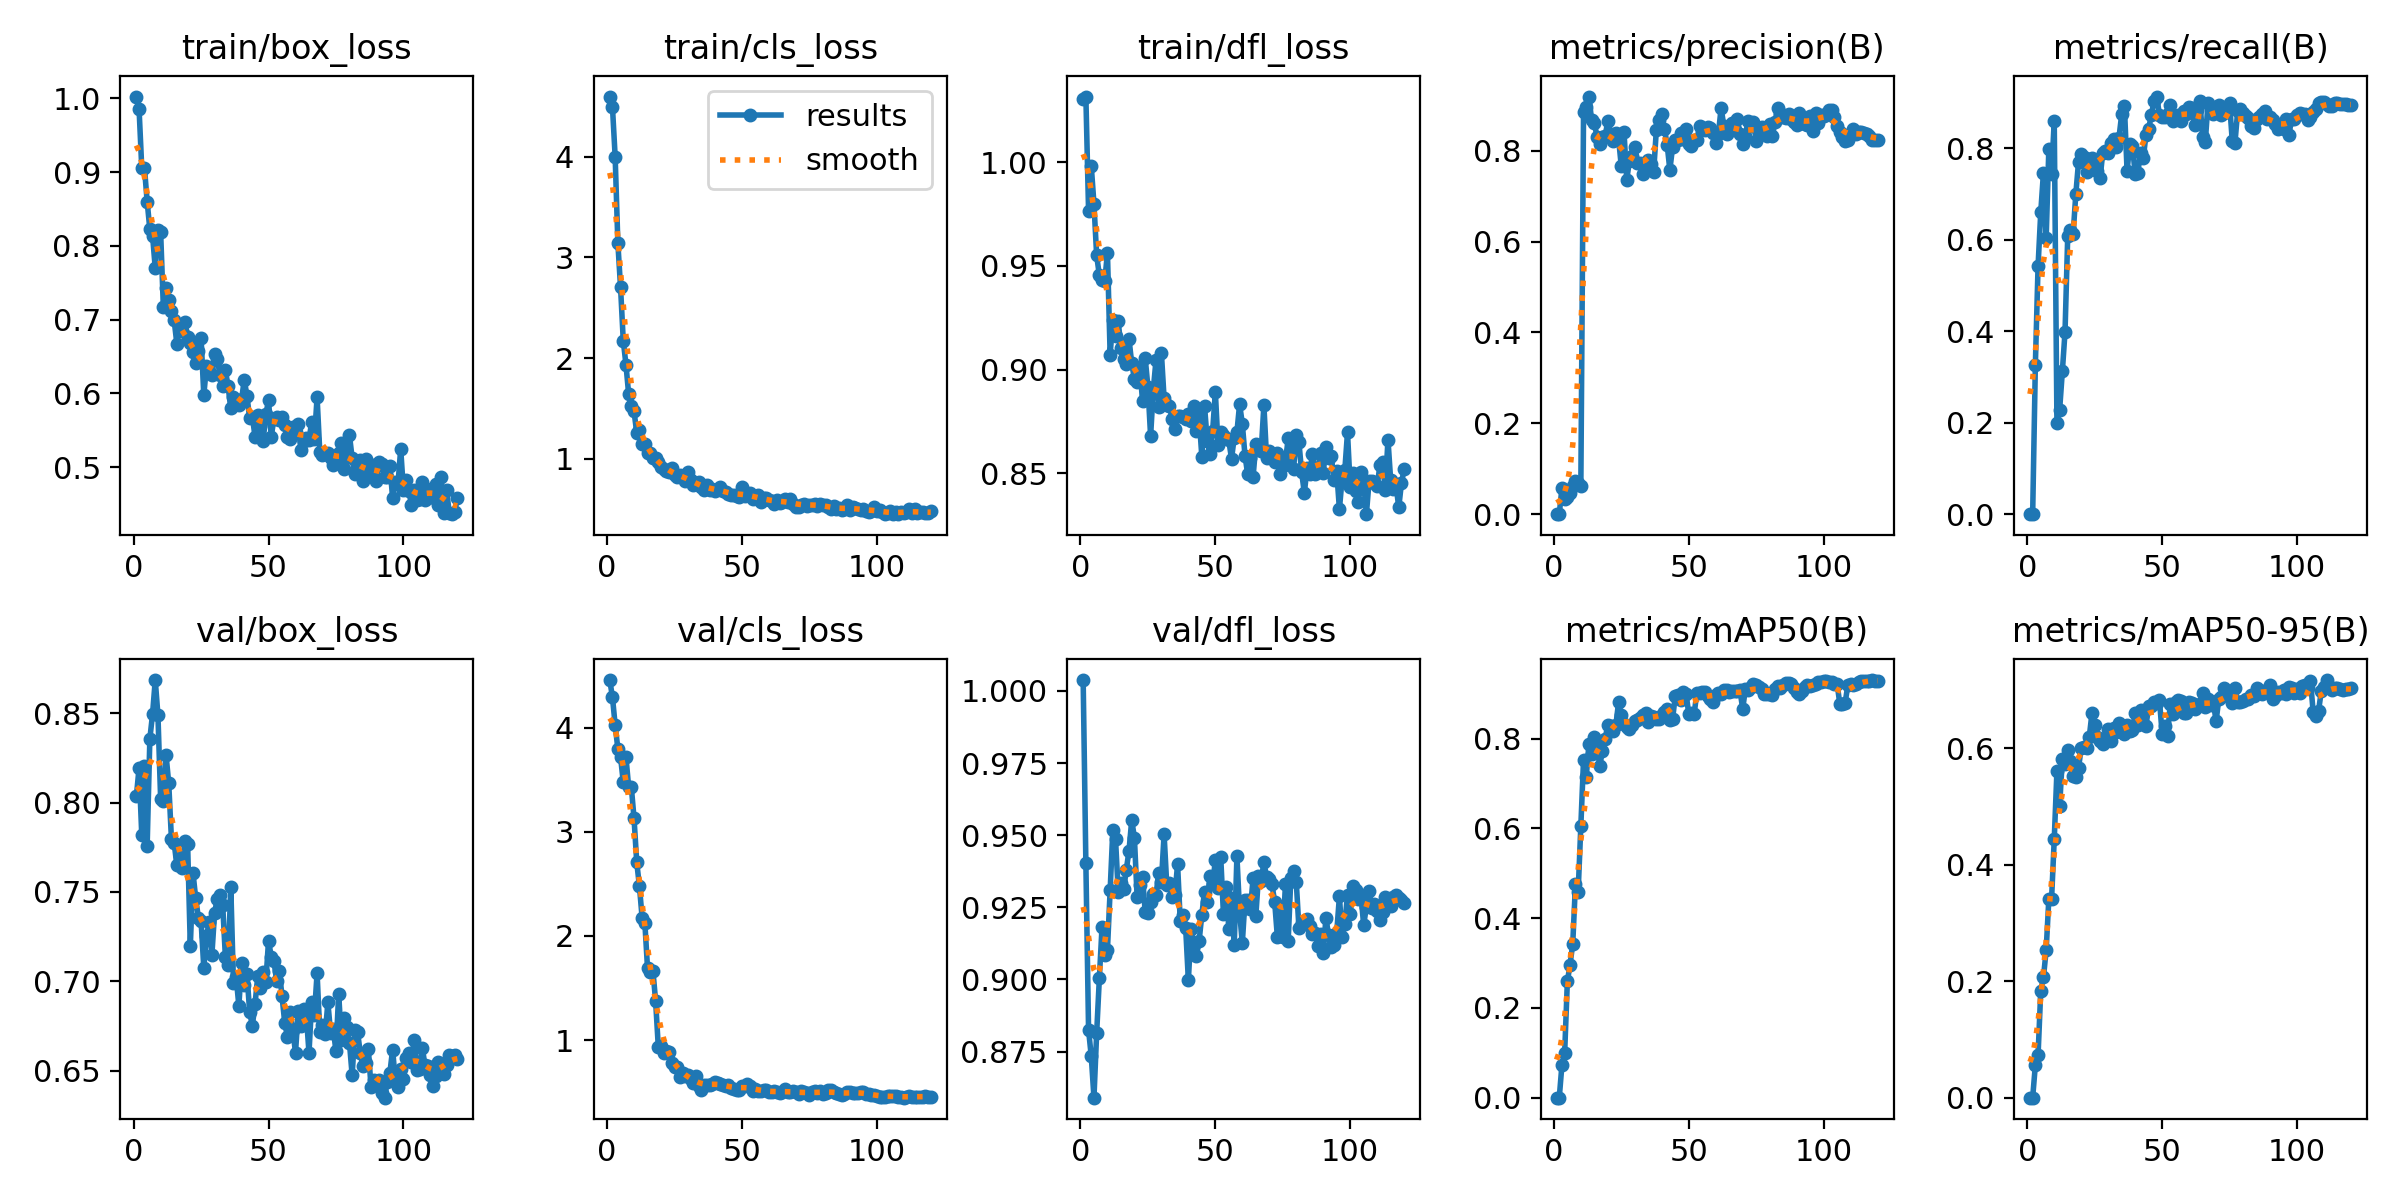 train/box_loss
1.0
0.9
0.8
0.7
0.6
0.5
0 50 100
train/cls_loss
results
smooth
4
3
2
1
0 50 100
train/dfl_loss
1.00
0.95
0.90
0.85
0 50 100
metrics/precision(B)
0.8
0.6
0.4
0.2
0.0
0 50 100
metrics/recall(B)
0.8
0.6
0.4
0.2
0.0
0 50 100
val/box_loss
0.85
0.80
0.75
0.70
0.65
0 50 100
val/cls_loss
4
3
2
1
0 50 100
val/dfl_loss
1.000
0.975
0.950
0.925
0.900
0.875
0 50 100
metrics/mAP50(B)
0.8
0.6
0.4
0.2
0.0
0 50 100
metrics/mAP50-95(B)
0.6
0.4
0.2
0.0
0 50 100